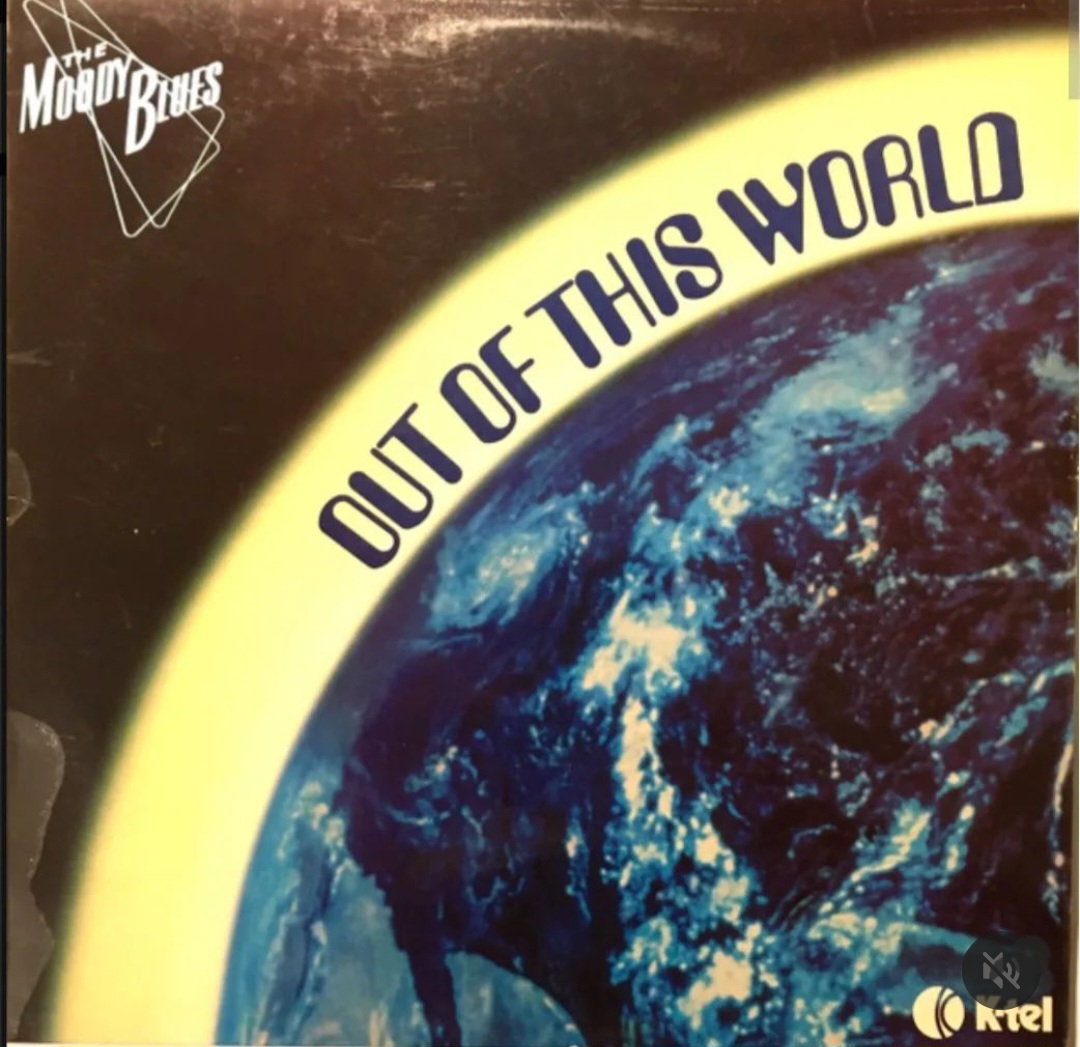 THE
MOODY BLUES
OUT OF THIS WORLD
K-tel